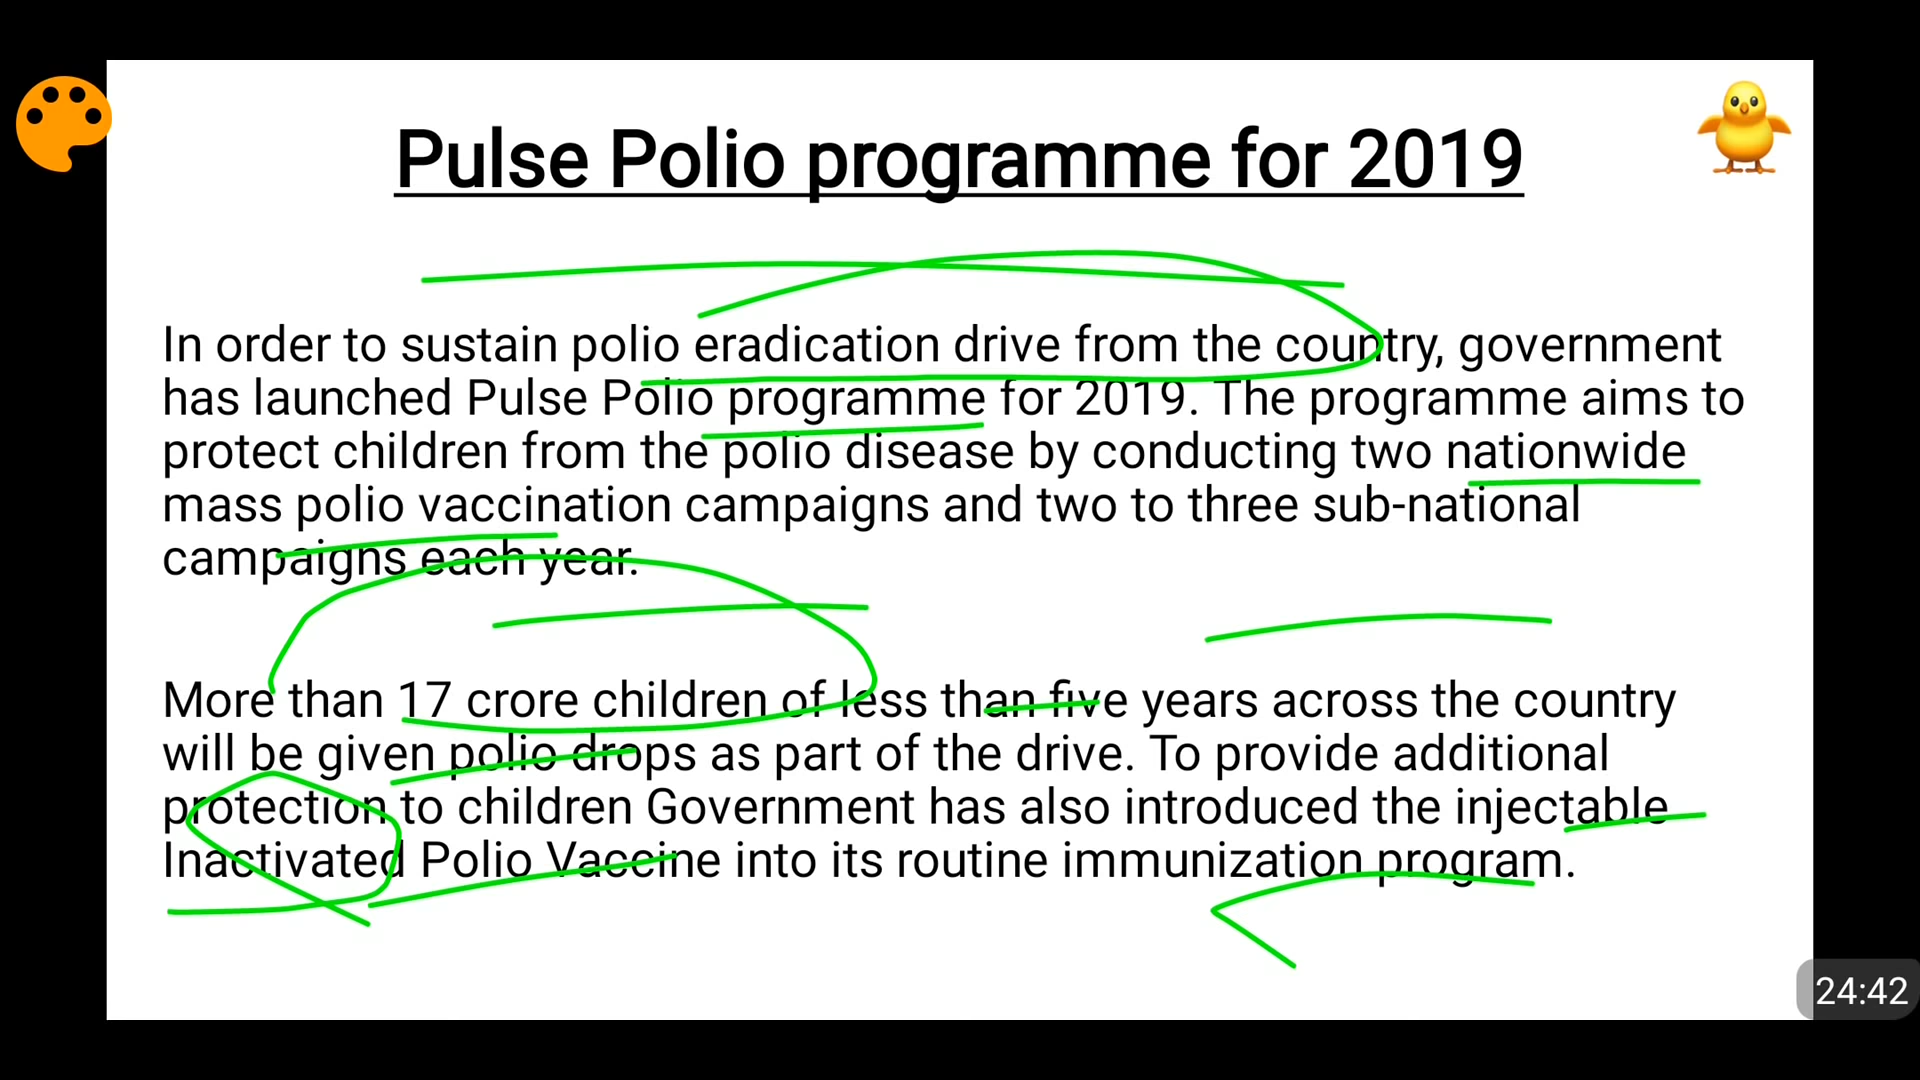 Pulse Polio programme for 2019
In order to sustain polio eradication drive from the country, government
has launched Pulse Polio programme for 2019. The programme aims to
protect children from the polio disease by conducting two nationwide
mass polio vaccination campaigns and two to three sub-national
campaigns each year.
More than 17 crore children of less than five years across the country
will be given polio drops as part of the drive. To provide additional
protection to children Government has also introduced the injectable
Inactivated Polio Vaccine into its routine immunization program.
24:42